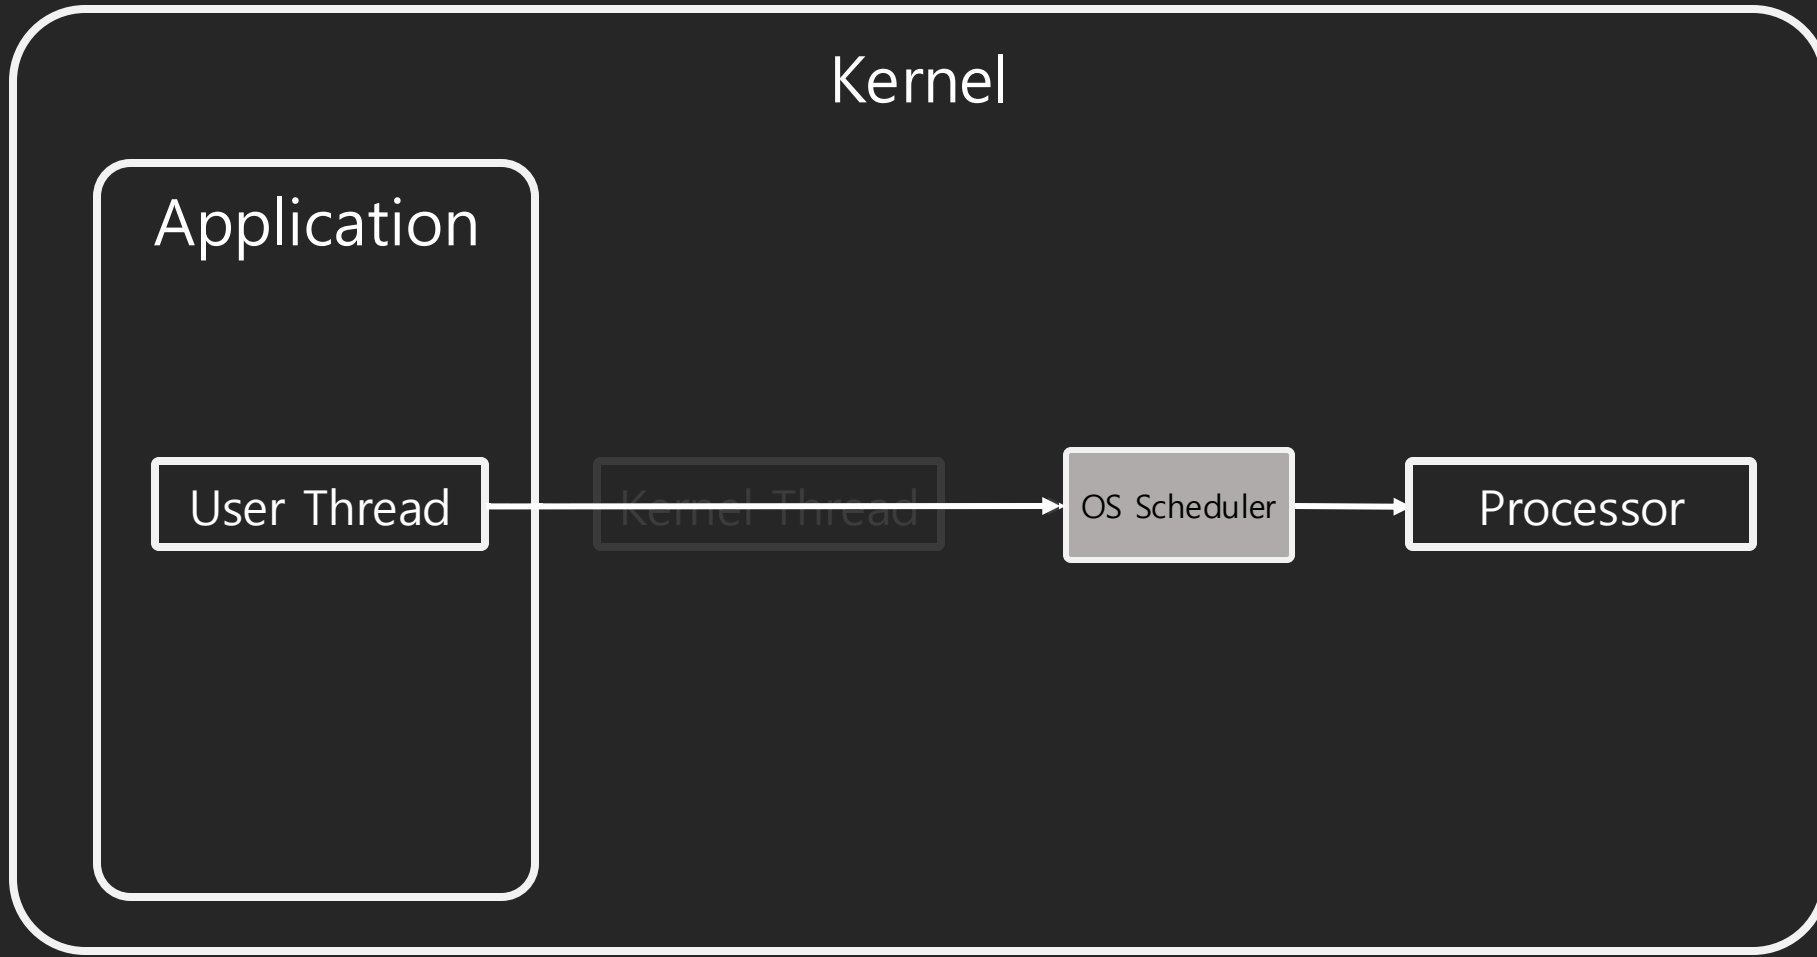 Kernel
Application
User Thread
Kernel Thread
OS Scheduler
Processor